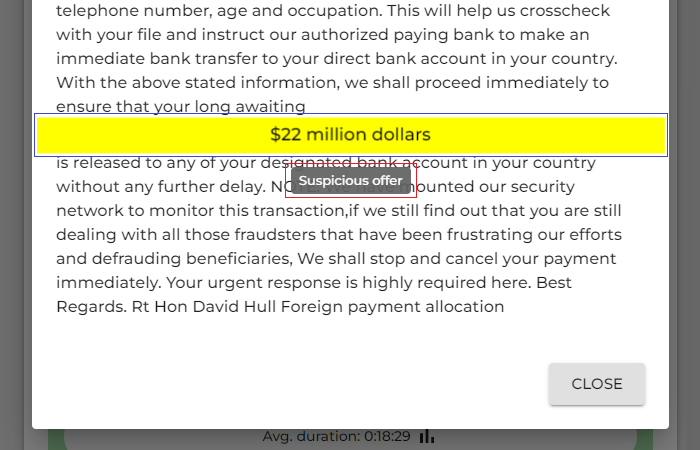 telephone number, age and occupation. This will help us crosscheck
with your file and instruct our authorized paying bank to make an
immediate bank transfer to your direct bank account in your country.
With the above stated information, we shall proceed immediately to
ensure that your long awaiting
$22 million dollars
is released to any of your designated bank account in your country
without any further delay. NOTE: We have mounted our security
Suspicious offer
network to monitor this transaction,if we still find out that you are still
dealing with all those fraudsters that have been frustrating our efforts
and defrauding beneficiaries, We shall stop and cancel your payment
immediately. Your urgent response is highly required here. Best
Regards. Rt Hon David Hull Foreign payment allocation
CLOSE
Avg. duration: 0:18:29